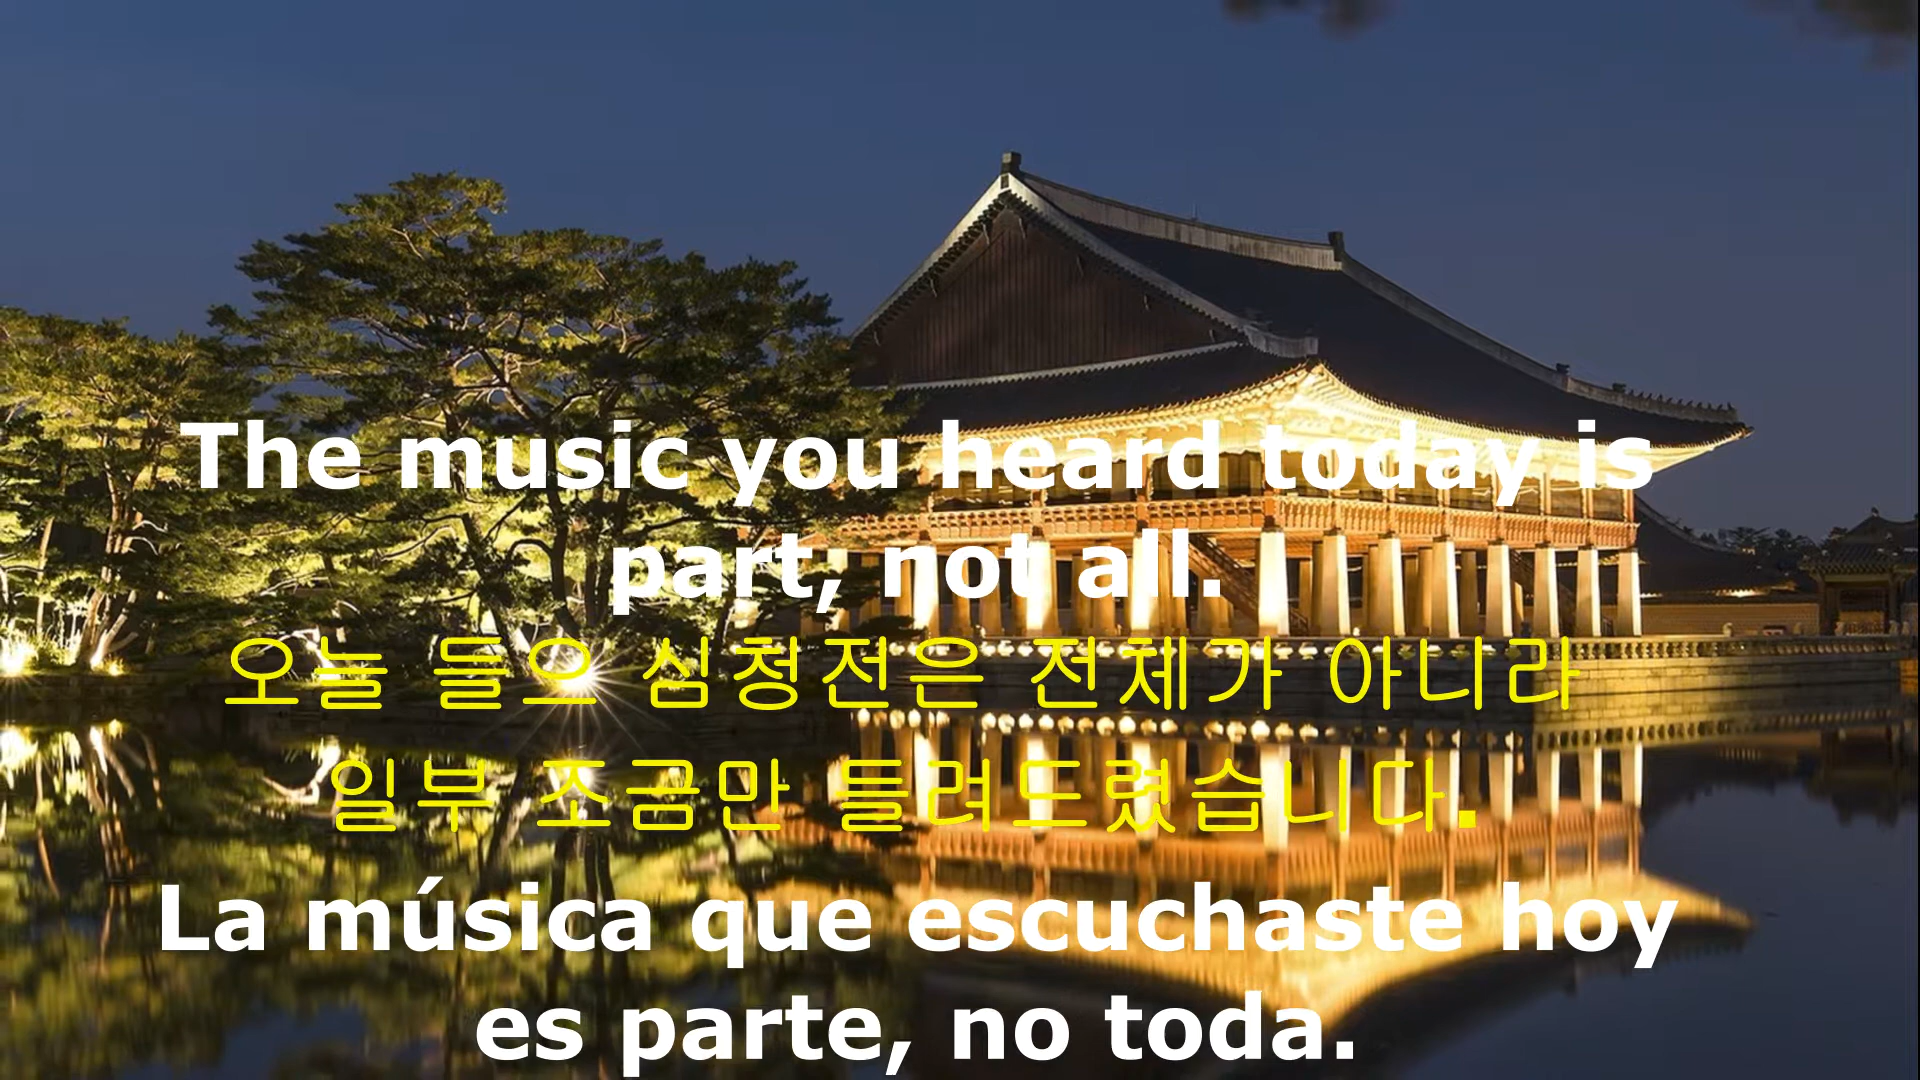 The music you heard today is
part, not all.
오늘 들으 심청전은 전체가 아니라
일부 조금만 들려드렸습니다.
La música que escuchaste hoy
es parte, no toda.